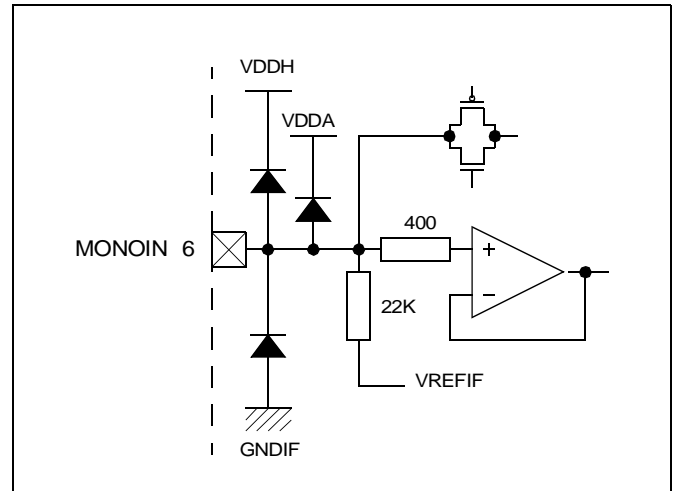 VDDH
VDDA
400
MONOIN 6
+
−
22K
VREFIF
GNDIF